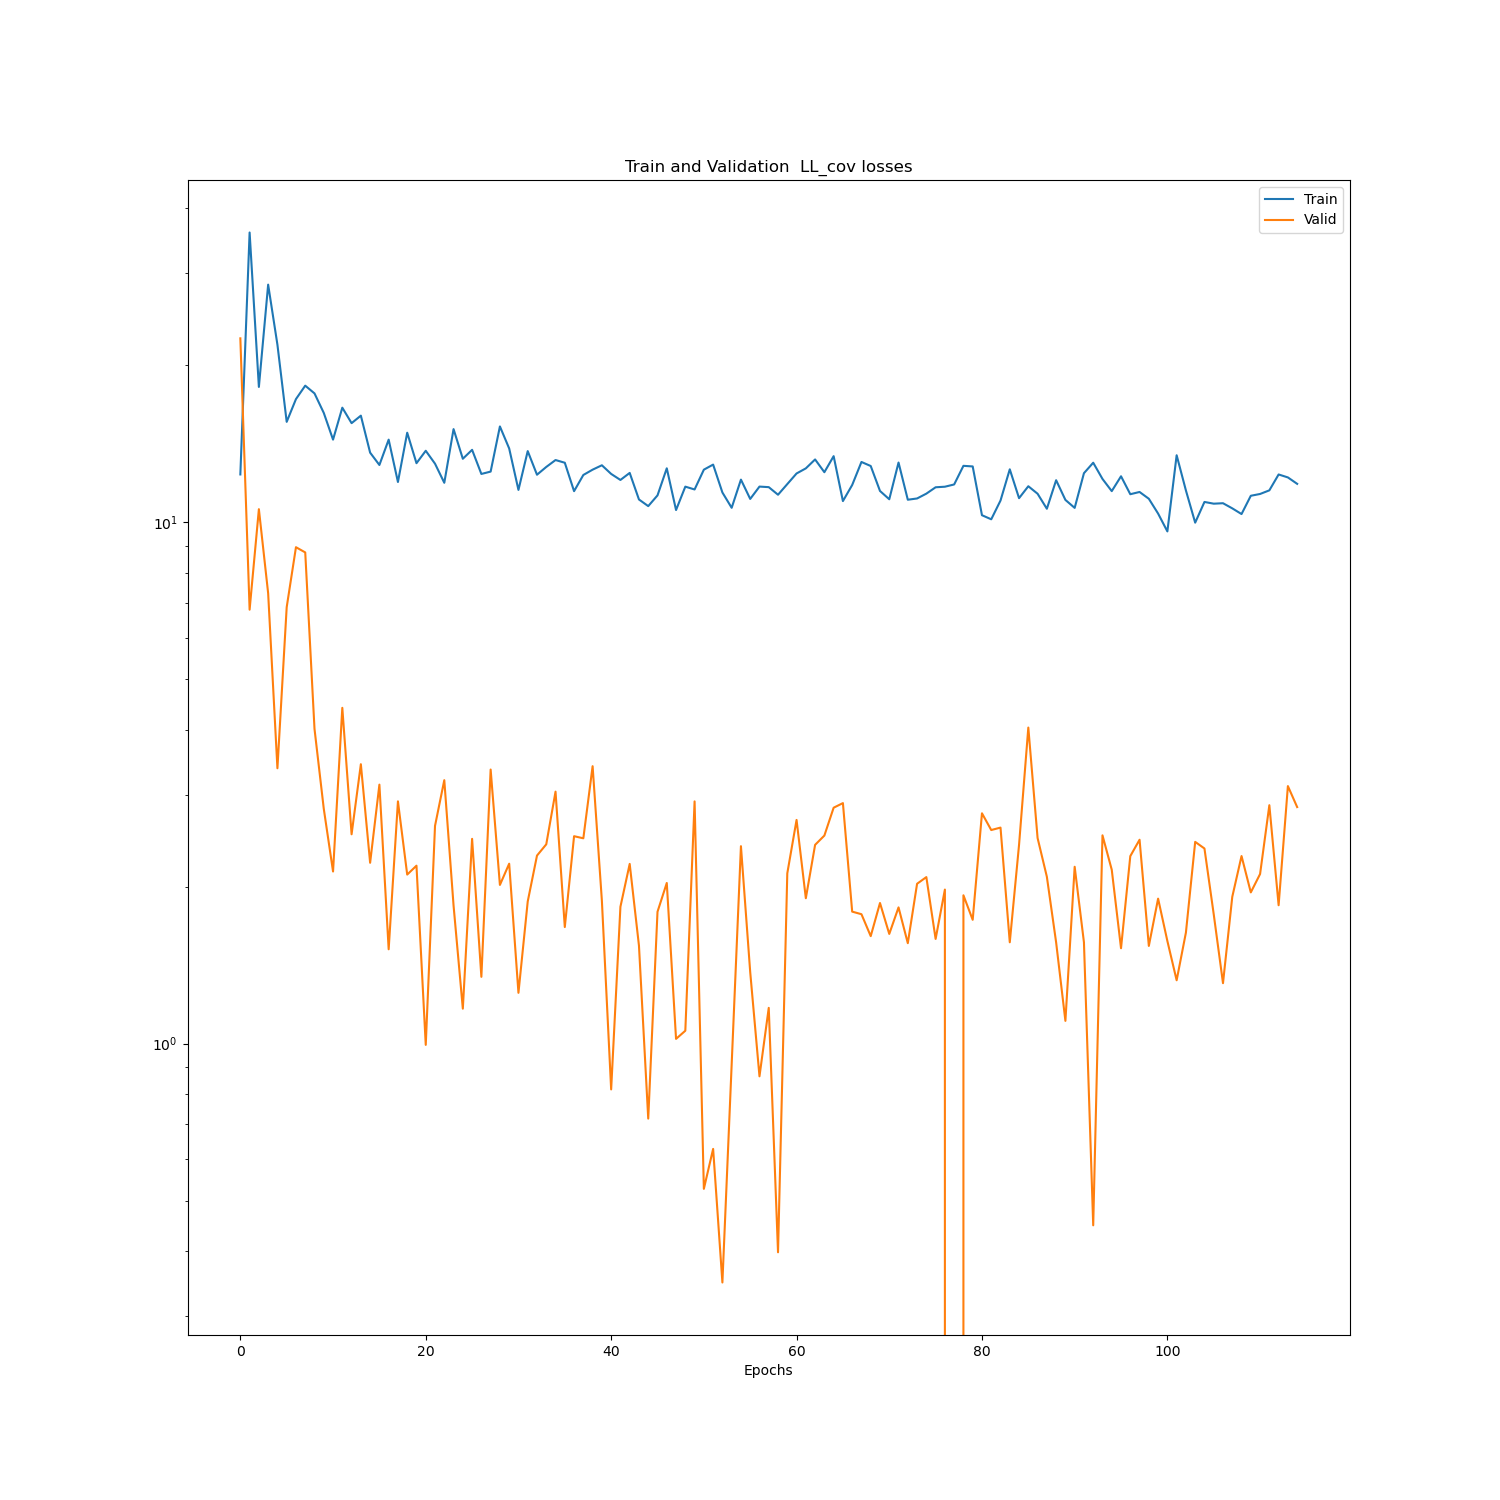 Train and Validation  LL_cov losses
Train
Valid
10¹
10⁰
0 20 40 60 80 100
Epochs